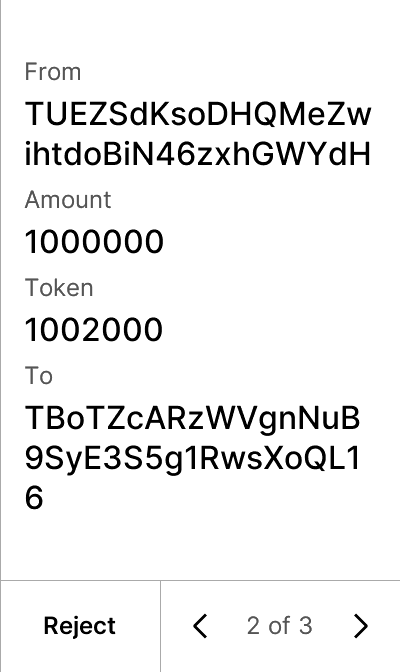 From
TUEZSdKsoDHQMeZw
ihtdoBiN46zxhGWYdH
Amount
1000000
Token
1002000
To
TBoTZcARzWVgnNuB
9SyE3S5g1RwsXoQL1
6
Reject
2 of 3